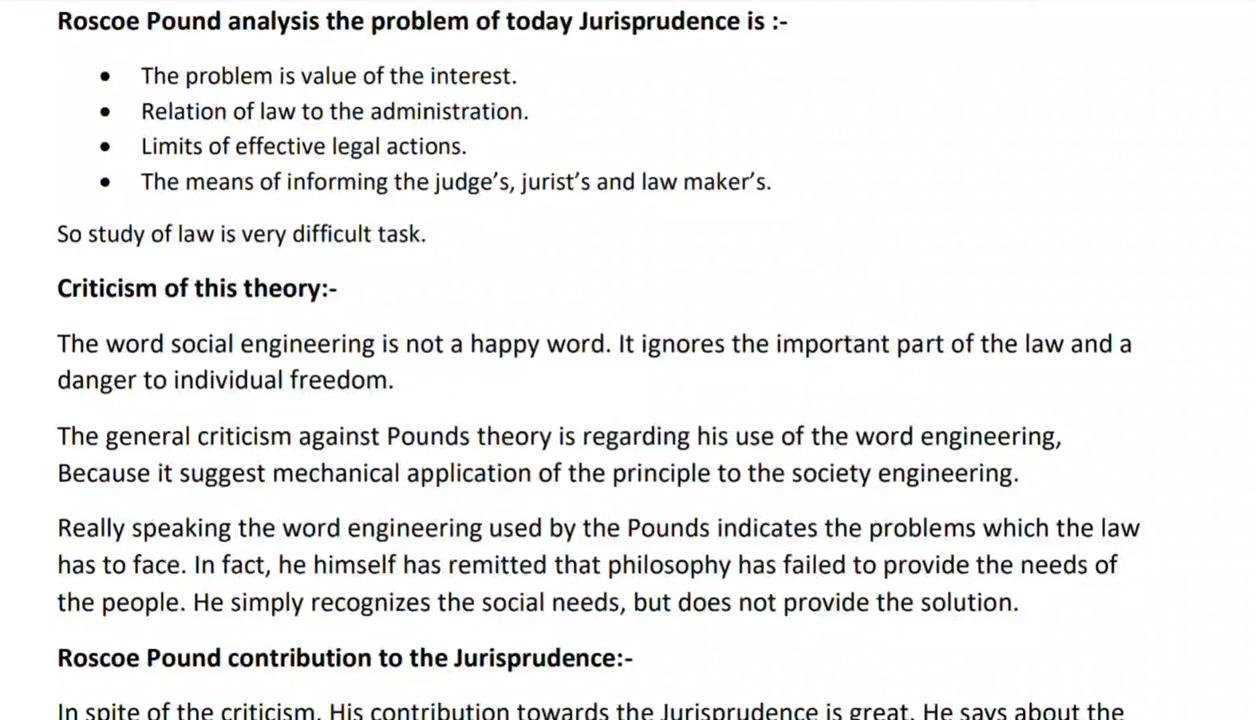 Roscoe Pound analysis the problem of today Jurisprudence is :-
• The problem is value of the interest.
• Relation of law to the administration.
• Limits of effective legal actions.
• The means of informing the judge’s, jurist’s and law maker’s.
So study of law is very difficult task.
Criticism of this theory:-
The word social engineering is not a happy word. It ignores the important part of the law and a
danger to individual freedom.
The general criticism against Pounds theory is regarding his use of the word engineering,
Because it suggest mechanical application of the principle to the society engineering.
Really speaking the word engineering used by the Pounds indicates the problems which the law
has to face. In fact, he himself has remitted that philosophy has failed to provide the needs of
the people. He simply recognizes the social needs, but does not provide the solution.
Roscoe Pound contribution to the Jurisprudence:-
In spite of the criticism, His contribution towards the Jurisprudence is great. He says about the